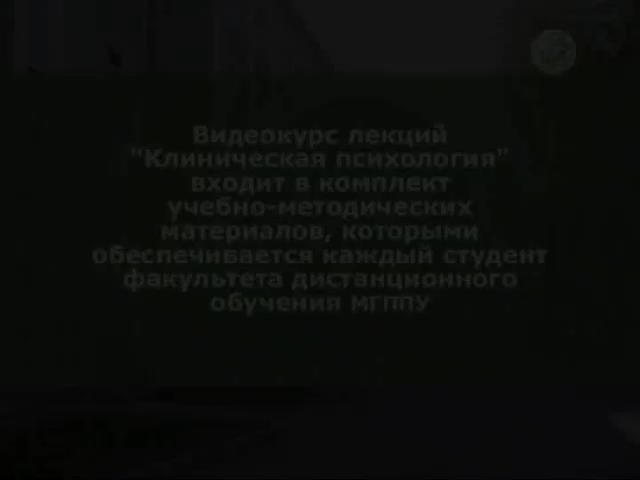 Видеокурс лекций
"Клиническая психология"
входит в комплект
учебно-методических
материалов, которыми
обеспечивается каждый студент
факультета дистанционного
обучения МГППУ